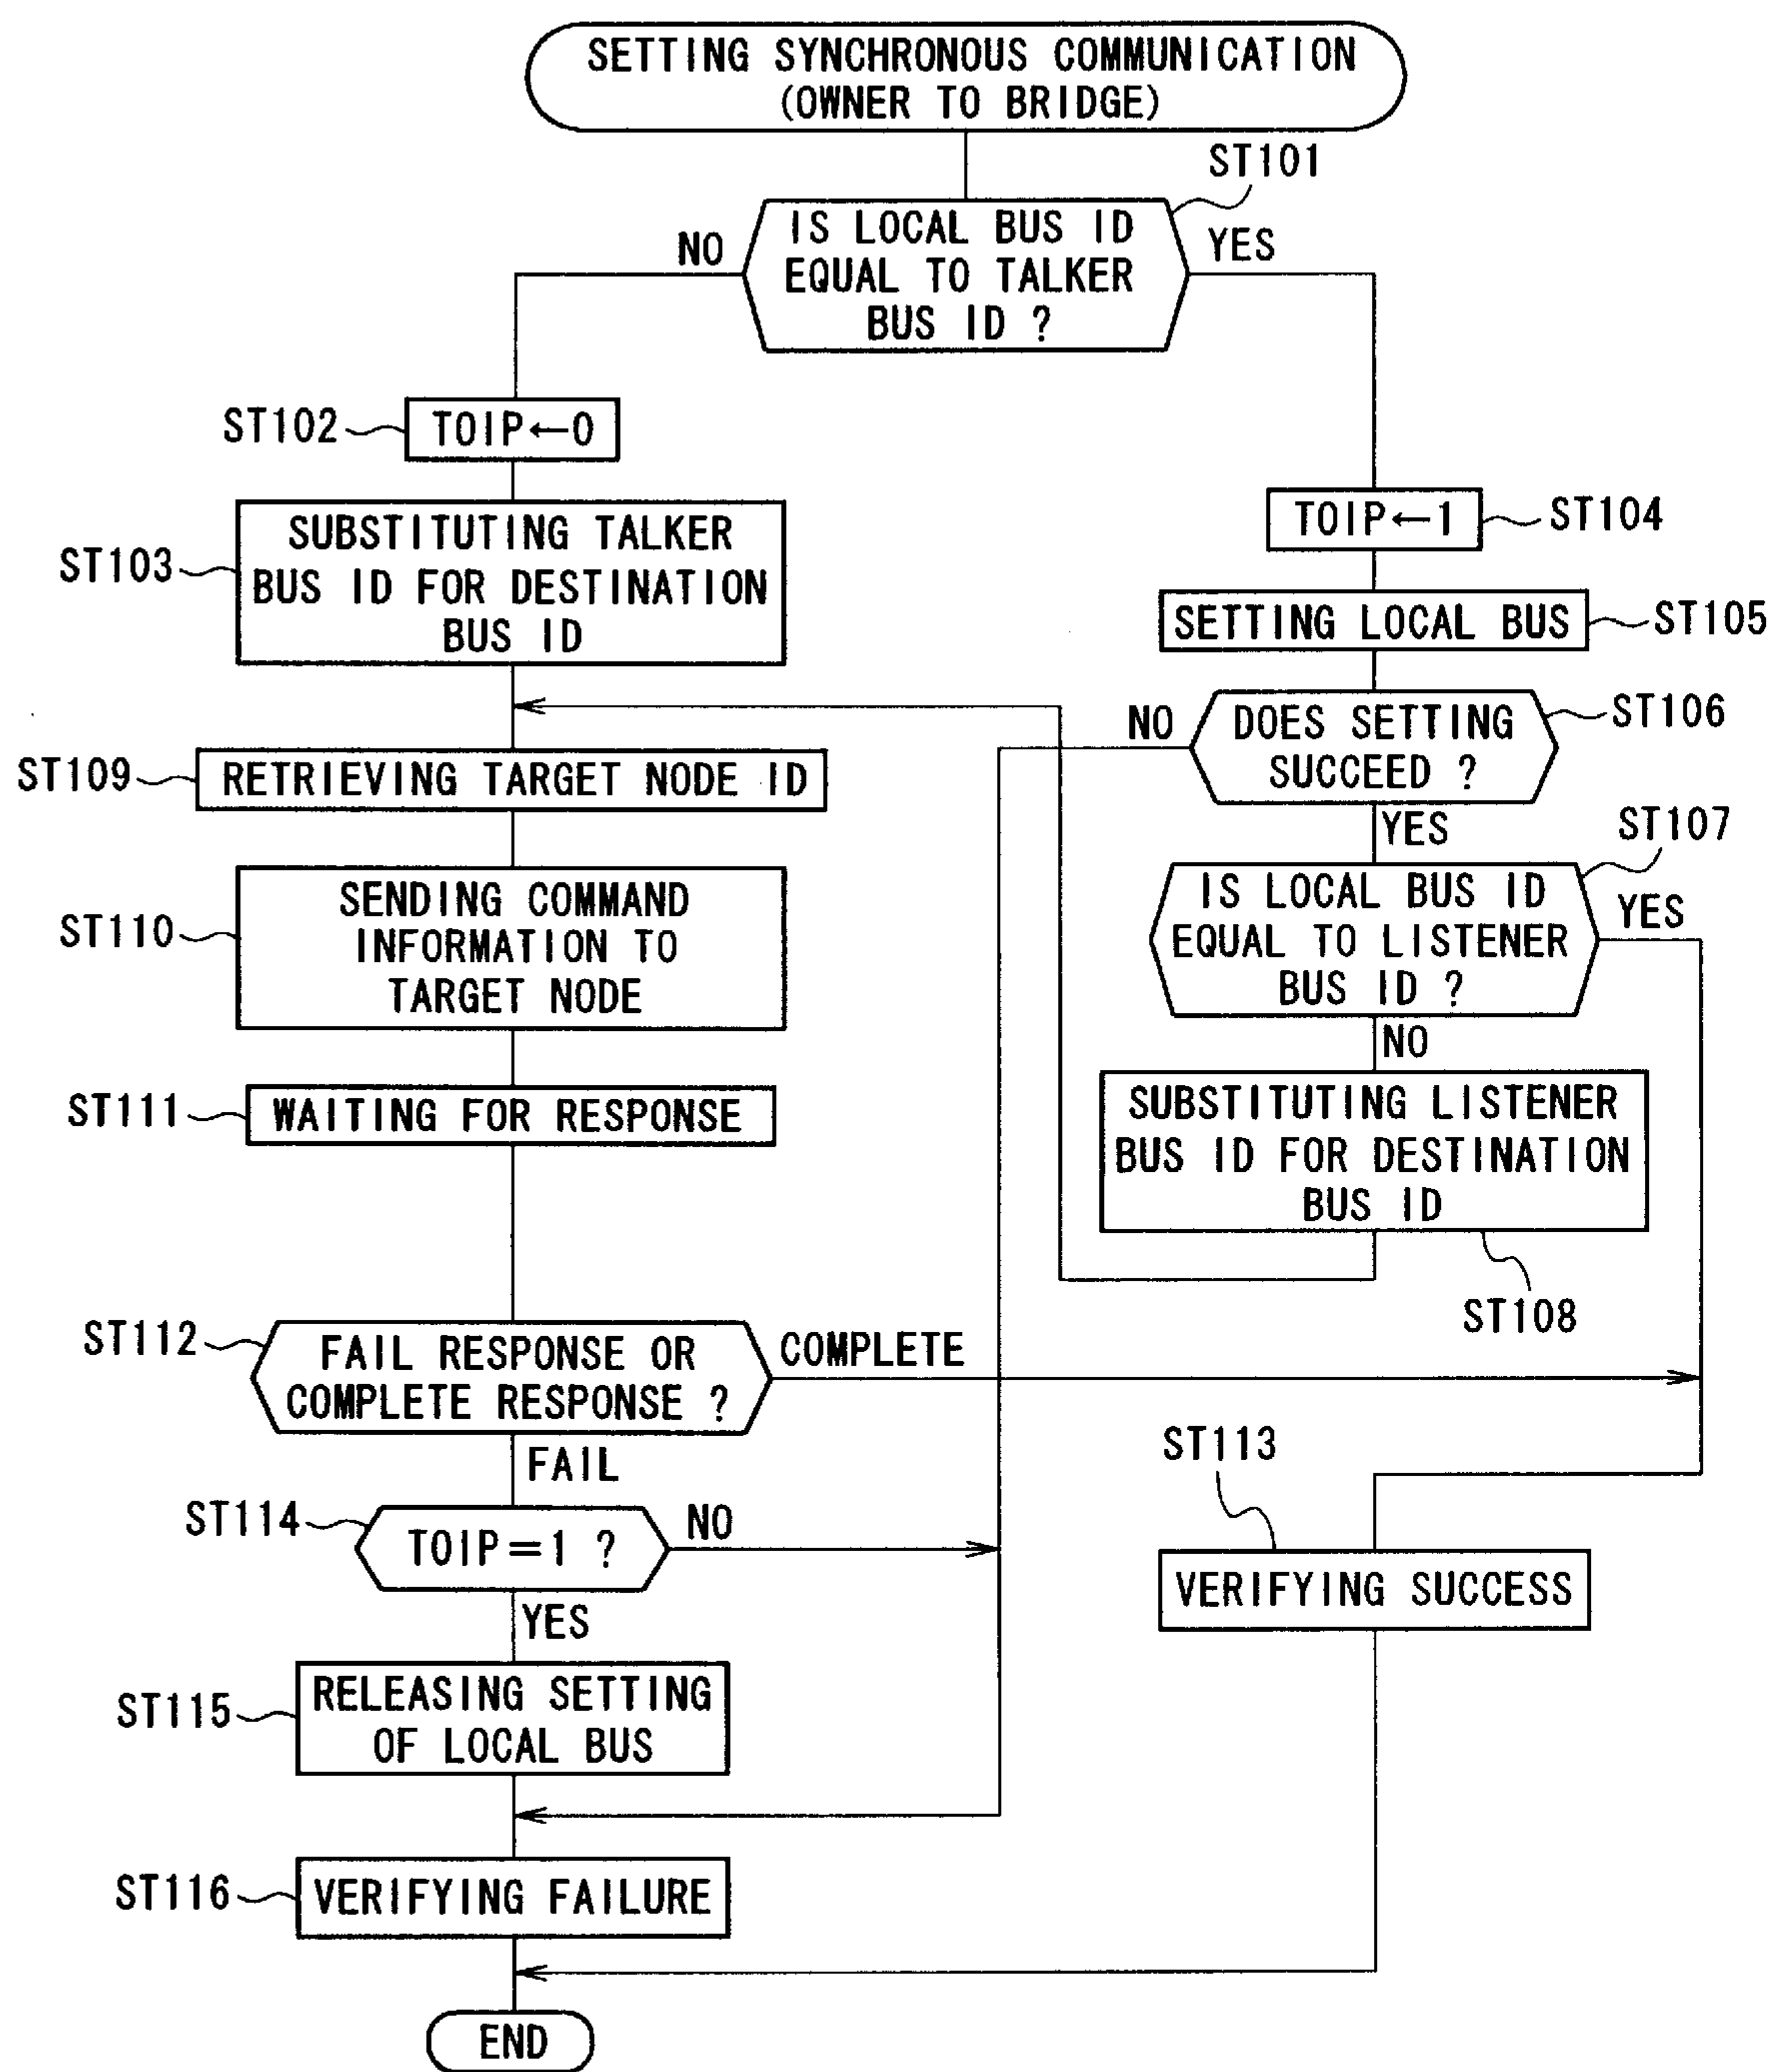 SETTING SYNCHRONOUS COMMUNICATION
(OWNER TO BRIDGE)
ST101
IS LOCAL BUS ID
EQUAL TO TALKER
BUS ID ?
NO
YES
ST102
TOIP←0
ST103
SUBSTITUTING TALKER
BUS ID FOR DESTINATION
BUS ID
TOIP←1
ST104
SETTING LOCAL BUS
ST105
NO
DOES SETTING
SUCCEED ?
ST106
YES
ST109
RETRIEVING TARGET NODE ID
ST107
IS LOCAL BUS ID
EQUAL TO LISTENER
BUS ID ?
YES
NO
ST110
SENDING COMMAND
INFORMATION TO
TARGET NODE
ST111
WAITING FOR RESPONSE
SUBSTITUTING LISTENER
BUS ID FOR DESTINATION
BUS ID
ST108
ST112
FAIL RESPONSE OR
COMPLETE RESPONSE ?
COMPLETE
FAIL
ST113
VERIFYING SUCCESS
ST114
TOIP=1 ?
NO
YES
ST115
RELEASING SETTING
OF LOCAL BUS
ST116
VERIFYING FAILURE
END